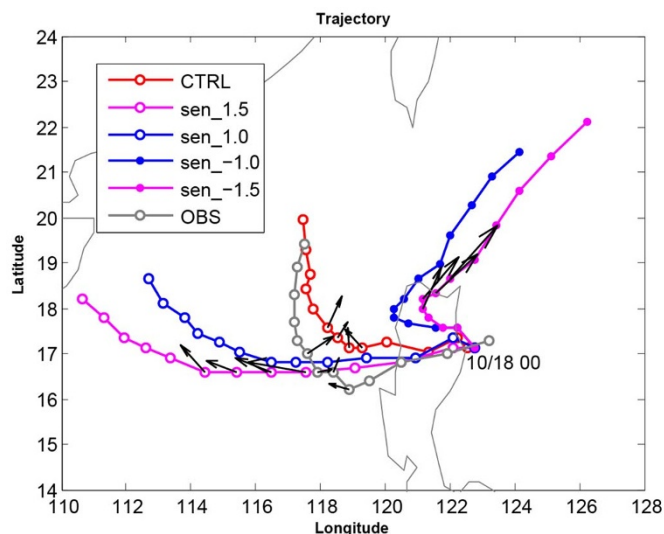 Trajectory
24
23
22
21
20
19
18
17
16
15
14
Latitude
CTRL
sen_1.5
sen_1.0
sen_−1.0
sen_−1.5
OBS
10/18 00
110 112 114 116 118 120 122 124 126 128
Longitude